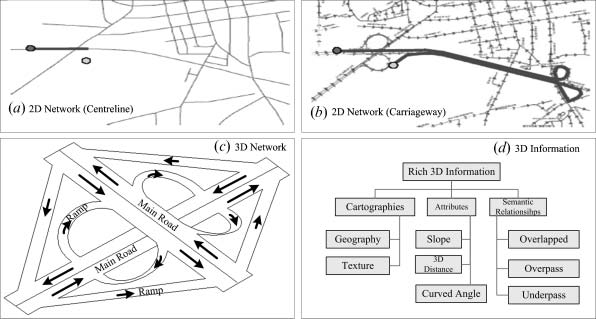 (a) 2D Network (Centreline)
(b) 2D Network (Carriageway)
(c) 3D Network
Ramp
Main Road
Main Road
Ramp
(d) 3D Information
Rich 3D Information
Cartographies
Attributes
Semantic
Relationsihps
Geography
Slope
Overlapped
Texture
3D
Distance
Overpass
Curved Angle
Underpass